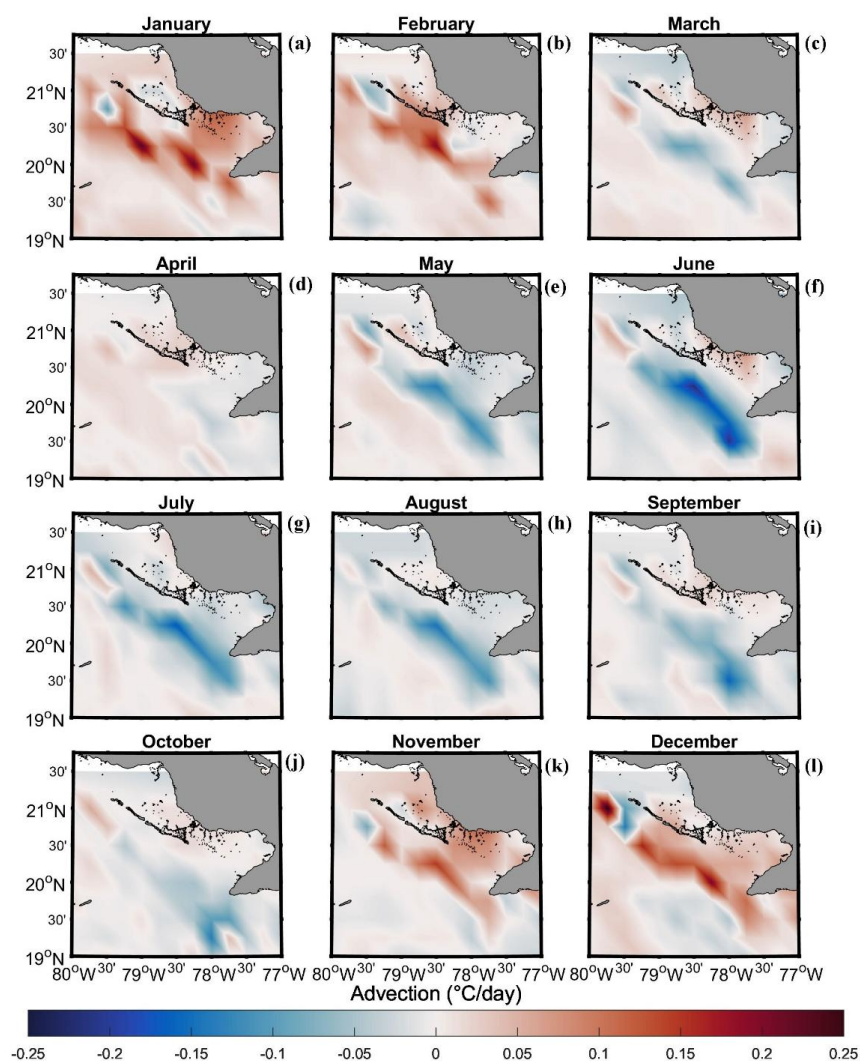 January
(a)
February
(b)
March
(c)
30'
21°N
30'
20°N
30'
19°N
April
(d)
May
(e)
June
(f)
30'
21°N
30'
20°N
30'
19°N
July
(g)
August
(h)
September
(i)
30'
21°N
30'
20°N
30'
19°N
October
(j)
November
(k)
December
(l)
30'
21°N
30'
20°N
30'
19°N
80°W 30' 79°W 30' 78°W 30' 77°W 80°W 30' 79°W 30' 78°W 30' 77°W 80°W 30' 79°W 30' 78°W 30' 77°W
Advection (°C/day)
-0.25 -0.2 -0.15 -0.1 -0.05 0 0.05 0.1 0.15 0.2 0.25